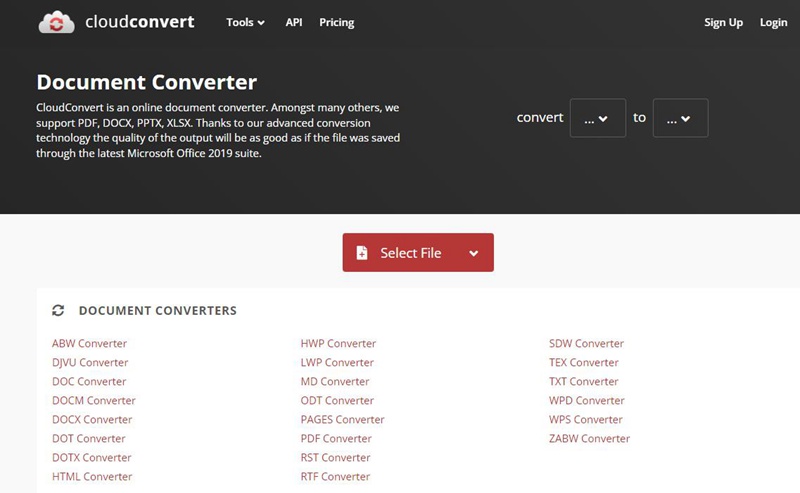 cloudconvert Tools API Pricing Sign Up Login
Document Converter
CloudConvert is an online document converter. Amongst many others, we
support PDF, DOCX, PPTX, XLSX. Thanks to our advanced conversion
technology the quality of the output will be as good as if the file was saved
through the latest Microsoft Office 2019 suite.
convert ... to ...
Select File
DOCUMENT CONVERTERS
ABW Converter
DJVU Converter
DOC Converter
DOCM Converter
DOCX Converter
DOT Converter
DOTX Converter
HTML Converter
HWP Converter
LWP Converter
MD Converter
ODT Converter
PAGES Converter
PDF Converter
RST Converter
RTF Converter
SDW Converter
TEX Converter
TXT Converter
WPD Converter
WPS Converter
ZABW Converter